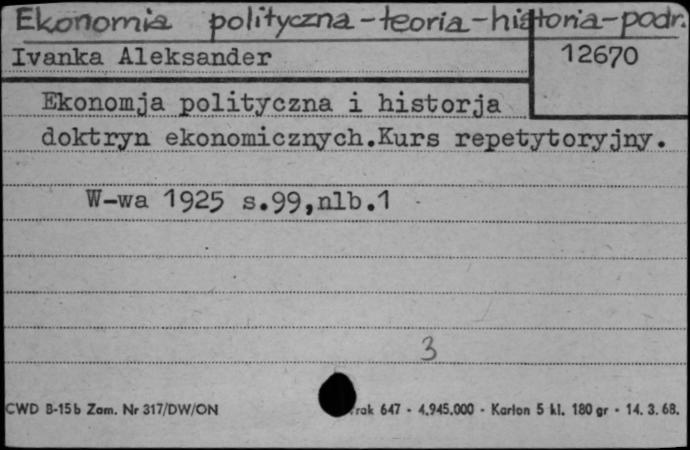 Ekonomia polityczna-teoria-historia-podr.
Ivanka Aleksander
12670
Ekonomja polityczna i historja
doktryn ekonomicznych.Kurs repetytoryjny.
W-wa 1925 s.99,nlb.1
3
CWD B-15b Zam. Nr 317/DW/ON 647 - 4.945.000 - Karton 5 kl. 180 gr - 14. 3. 68.